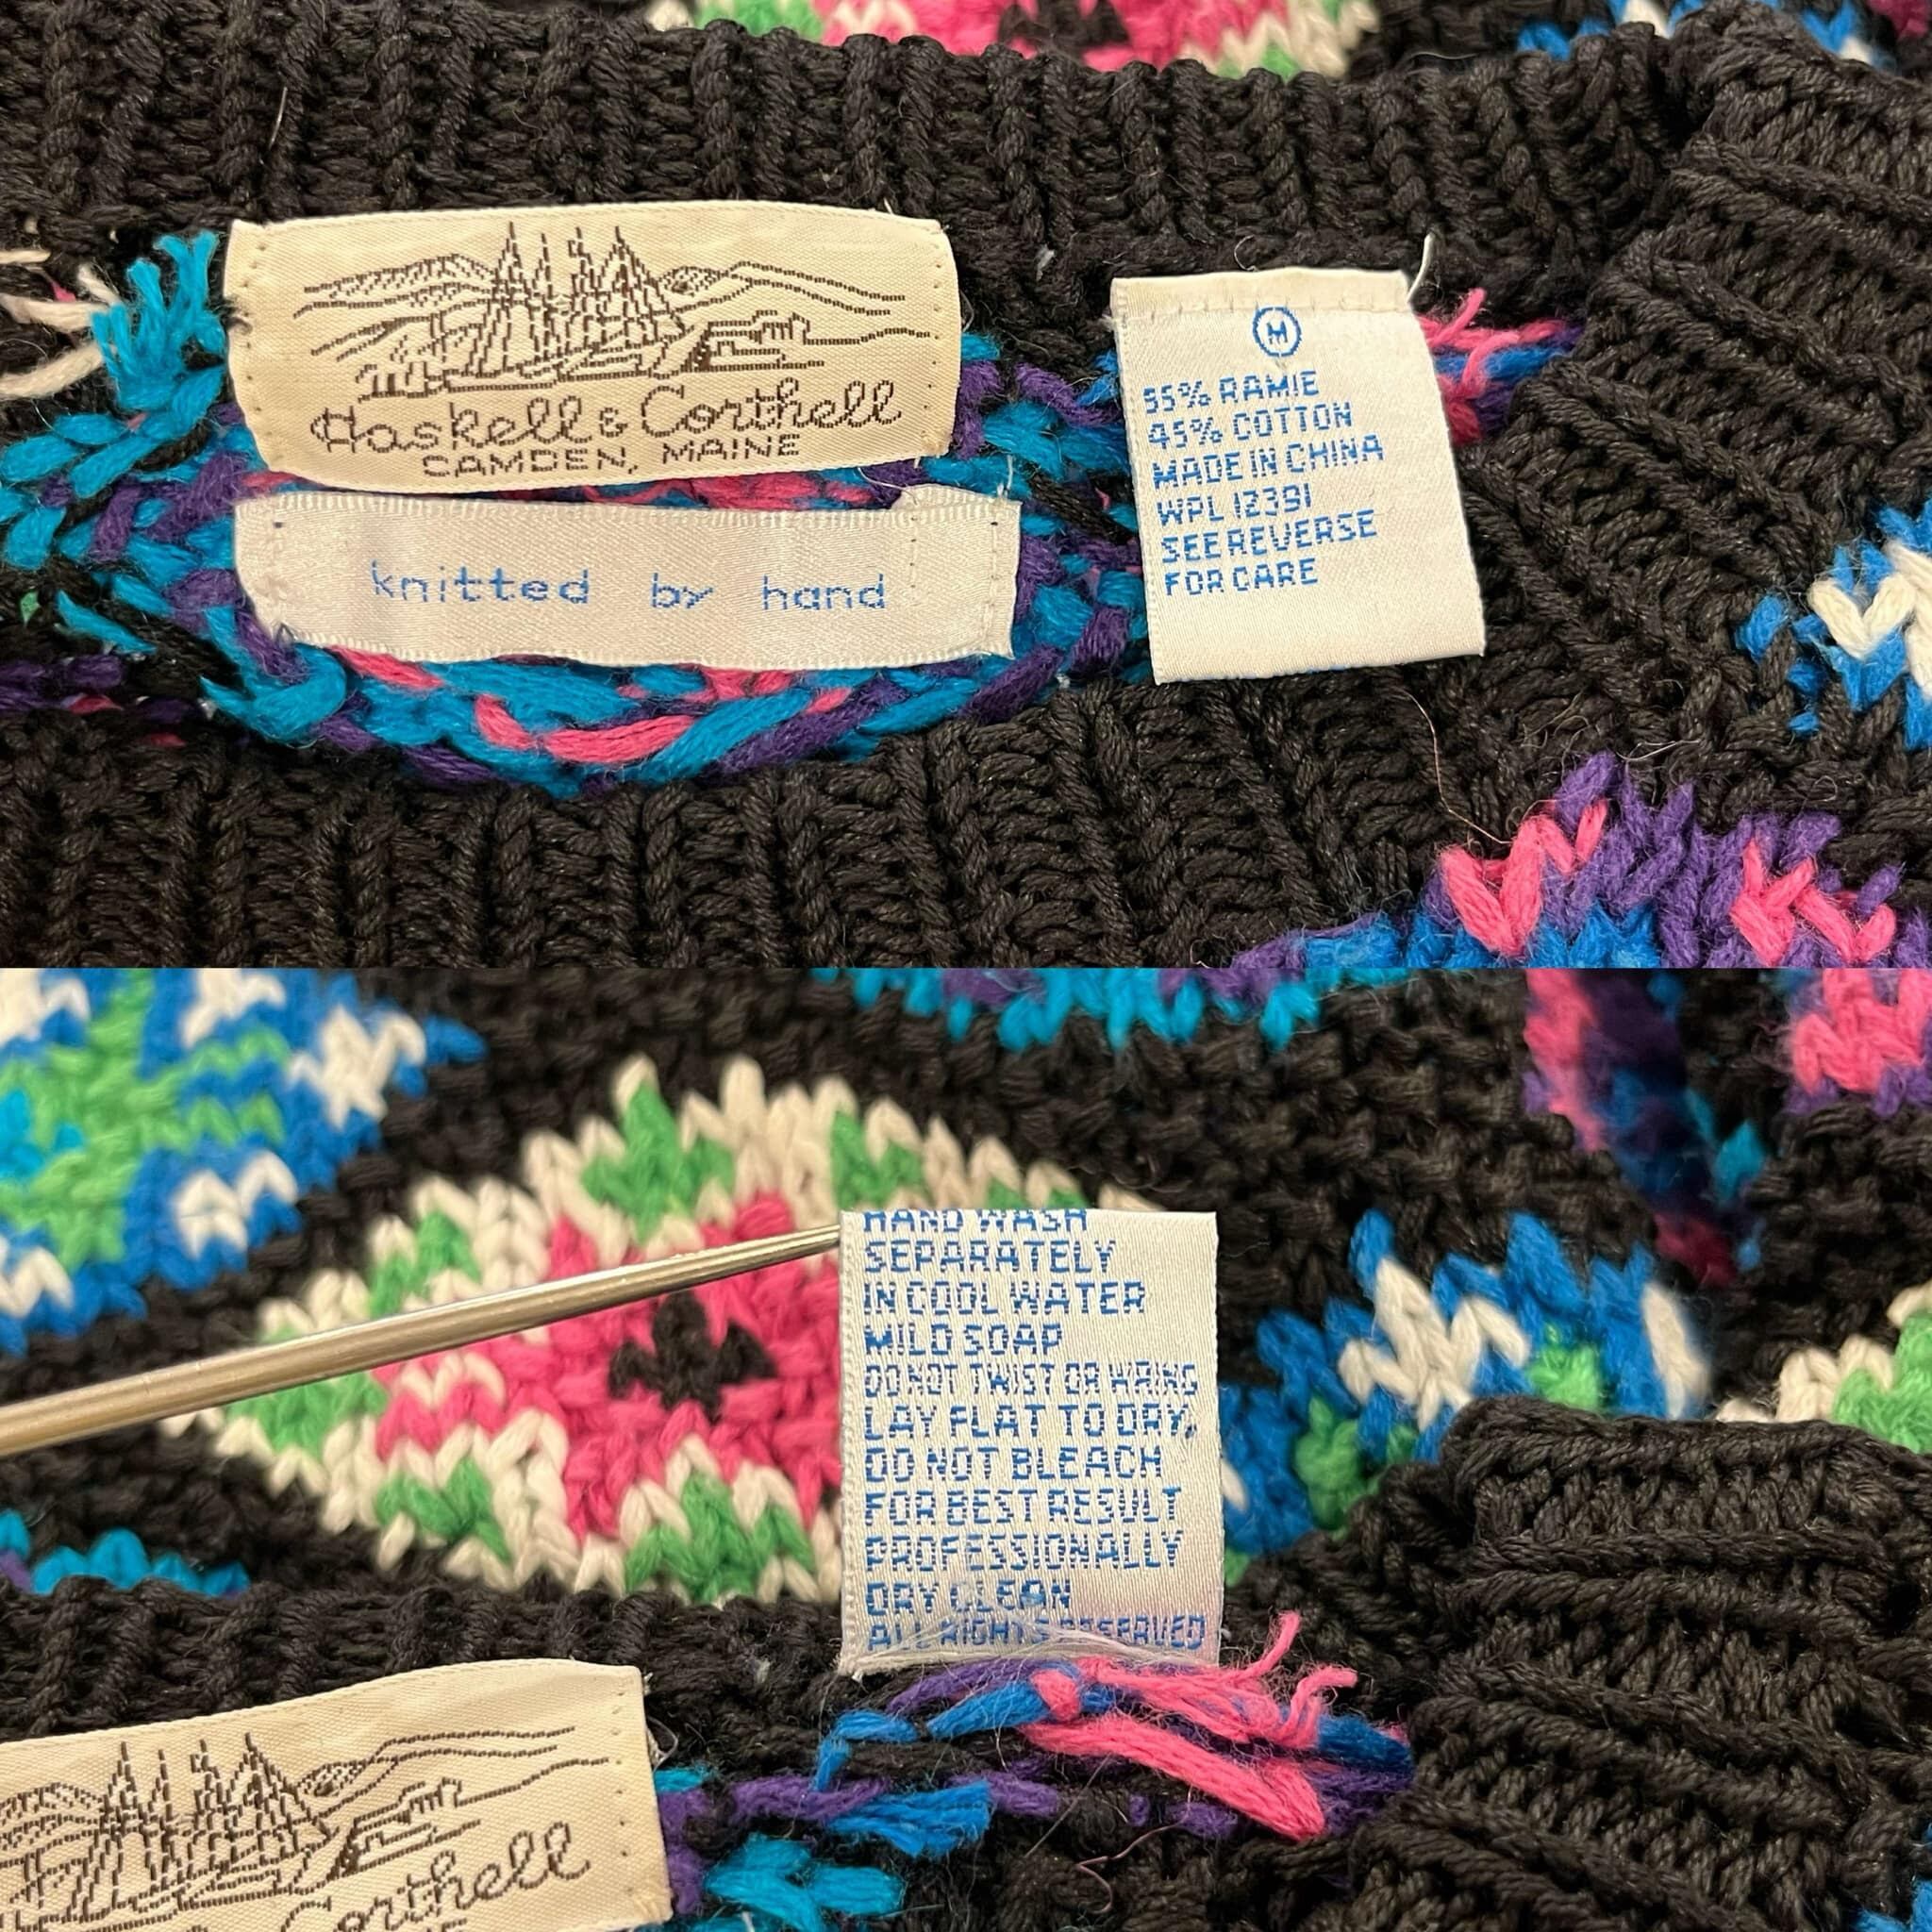 Haskell & Corthell
CAMDEN, MAINE
knitted by hand
M
55% RAMIE
45% COTTON
MADE IN CHINA
WPL 12391
SEE REVERSE
FOR CARE
HAND WASH
SEPARATELY
IN COOL WATER
MILD SOAP
DO NOT TWIST OR WRING
LAY FLAT TO DRY,
DO NOT BLEACH
FOR BEST RESULT
PROFESSIONALLY
DRY CLEAN
ALL RIGHTS RESERVED
Corthell